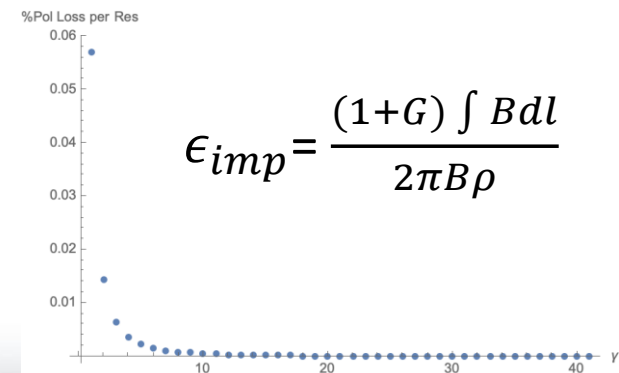 %Pol Loss per Res
0.06
0.05
0.04
0.03
0.02
0.01
10 20 30 40 γ
ϵimp= (1+G) ∫ Bdl
2πBρ